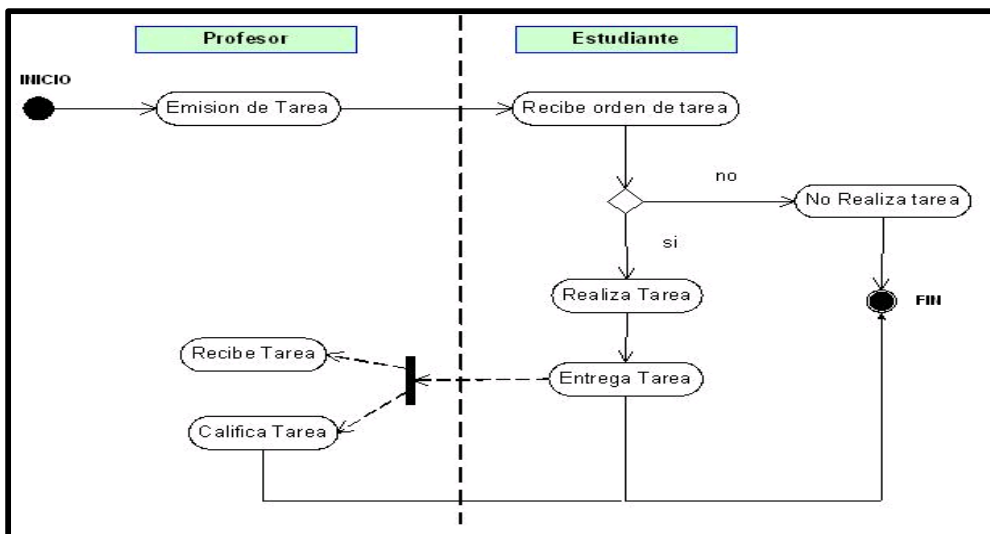 Profesor
Estudiante
INICIO
Emision de Tarea
Recibe orden de tarea
no
No Realiza tarea
si
Realiza Tarea
FIN
Recibe Tarea
Entrega Tarea
Califica Tarea